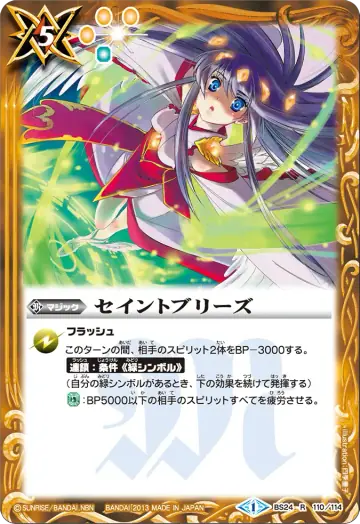 5
マジック セイントブリーズ
フラッシュ
このターンの間、相手のスピリット2体をBP-3000する。
連鎖:条件《緑シンボル》
(自分の緑シンボルがあるとき、下の効果を続けて発揮する)
:BP5000以下の相手のスピリットすべてを疲労させる。
©SUNRISE/BANDAI,NBN BANDAI 2013 MADE IN JAPAN BS24 - R 110/114